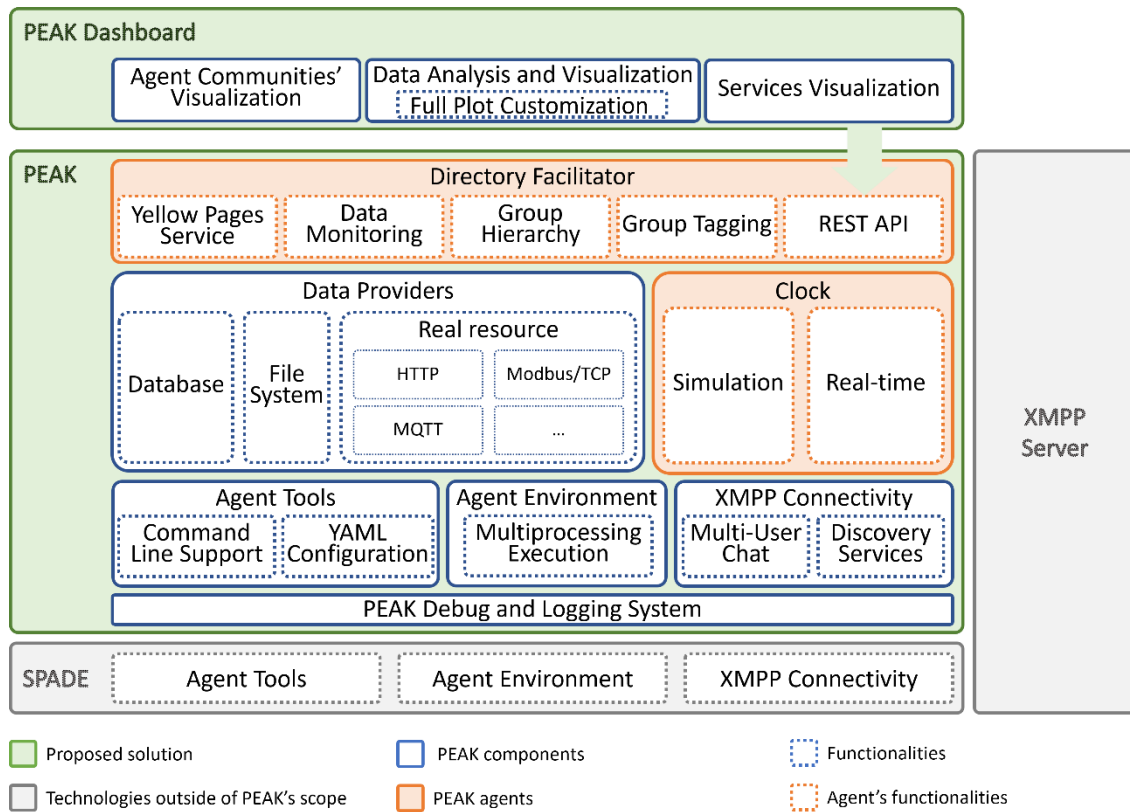 PEAK Dashboard
Agent Communities'
Visualization
Data Analysis and Visualization
Full Plot Customization
Services Visualization
PEAK
Directory Facilitator
Yellow Pages
Service
Data
Monitoring
Group
Hierarchy
Group Tagging
REST API
Data Providers
Database
File
System
Real resource
HTTP
Modbus/TCP
MQTT
...
Clock
Simulation
Real-time
Agent Tools
Command
Line Support
YAML
Configuration
Agent Environment
Multiprocessing
Execution
XMPP Connectivity
Multi-User
Chat
Discovery
Services
PEAK Debug and Logging System
XMPP
Server
SPADE
Agent Tools
Agent Environment
XMPP Connectivity
Proposed solution
PEAK components
Functionalities
Technologies outside of PEAK's scope
PEAK agents
Agent's functionalities